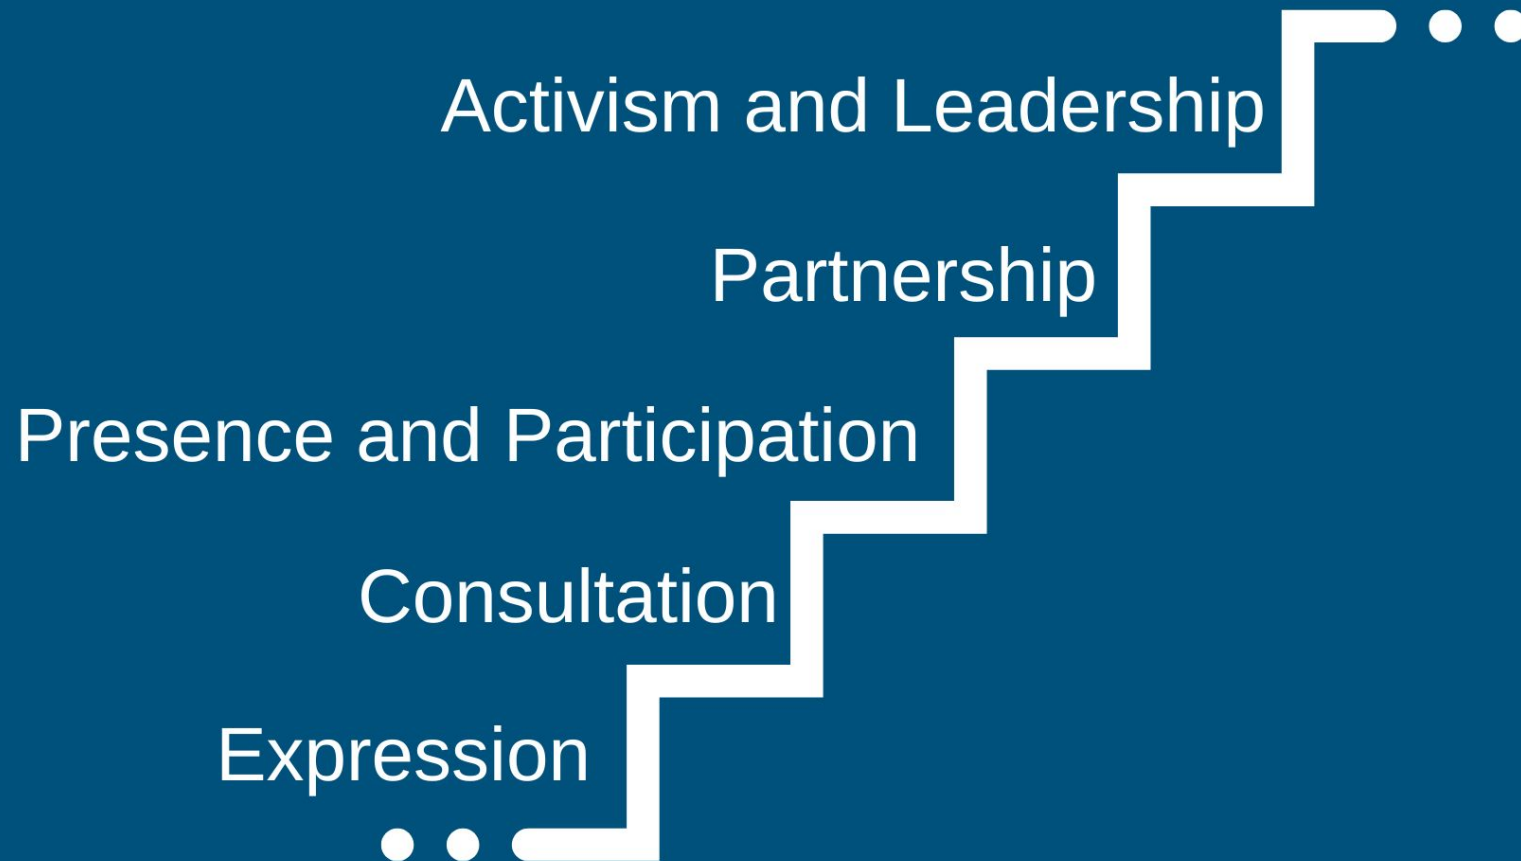 Activism and Leadership
Partnership
Presence and Participation
Consultation
Expression